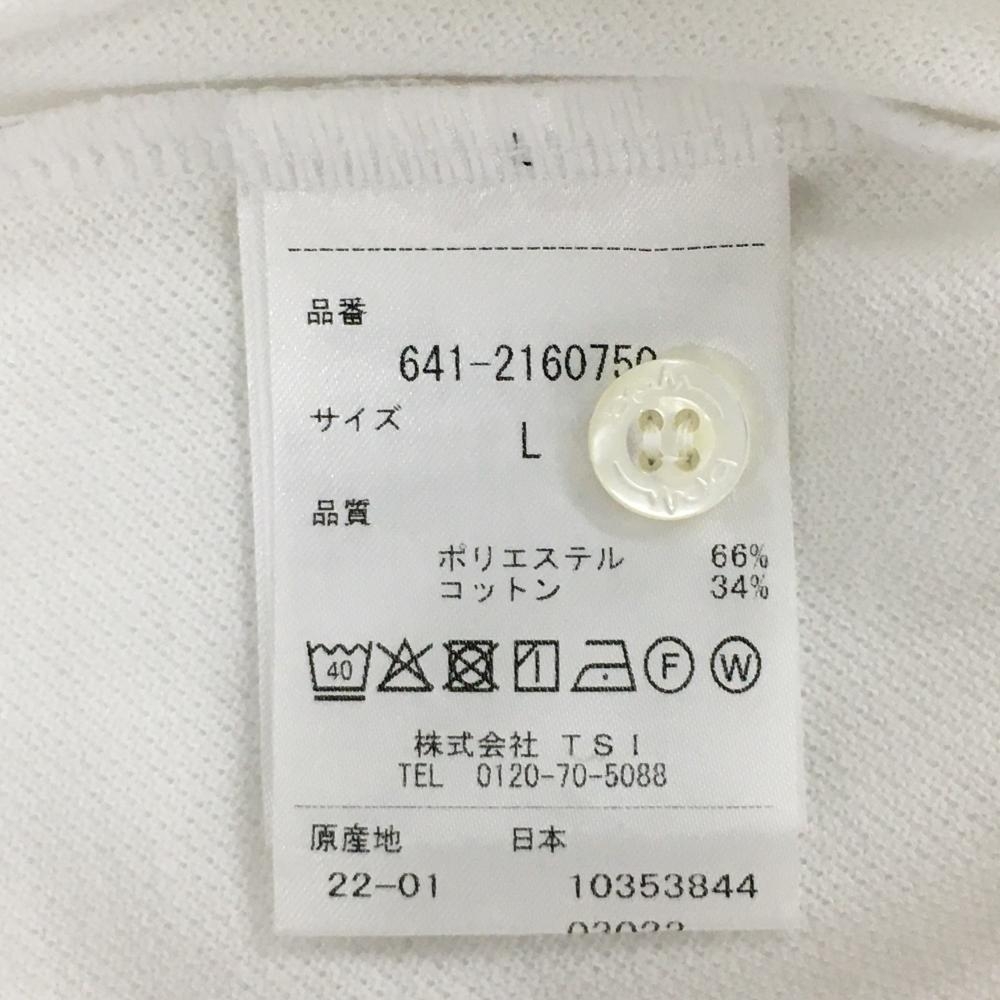 品番
641-2160750
サイズ
L
品質
ポリエステル 66%
コットン 34%
40 F W
株式会社 TSI
TEL 0120-70-5088
原産地 日本
22-01 10353844